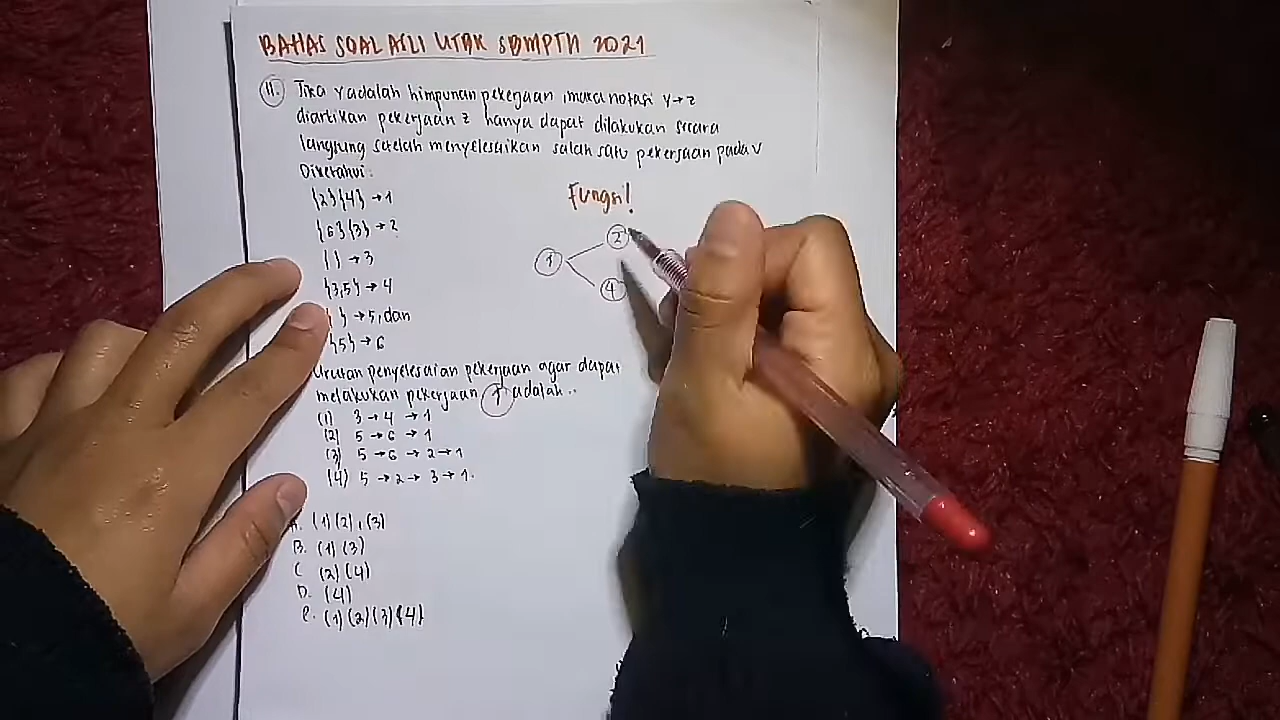 BAHAS SOAL ASLI UTBK SBMPTN 2021
11. Jika V adalah himpunan pekerjaan, maka notasi V→z
diartikan pekerjaan z hanya dapat dilakukan secara
langsung setelah menyelesaikan salah satu pekerjaan pada V
Diketahui:
{2}{4} →1
{6}{3} →2
{ } →3
{3,5} →4
{ } →5, dan
{5} →6
Urutan penyelesaian pekerjaan agar dapat
melakukan pekerjaan 1 adalah..
(1) 3 →4 →1
(2) 5 →6 →1
(3) 5 →6 →2→1
(4) 5 →2→ 3→1.
A. (1)(2),(3)
B. (1) (3)
C (2) (4)
D. (4)
e. (1)(2)(3)(4)
Fungsi!
1
2
4